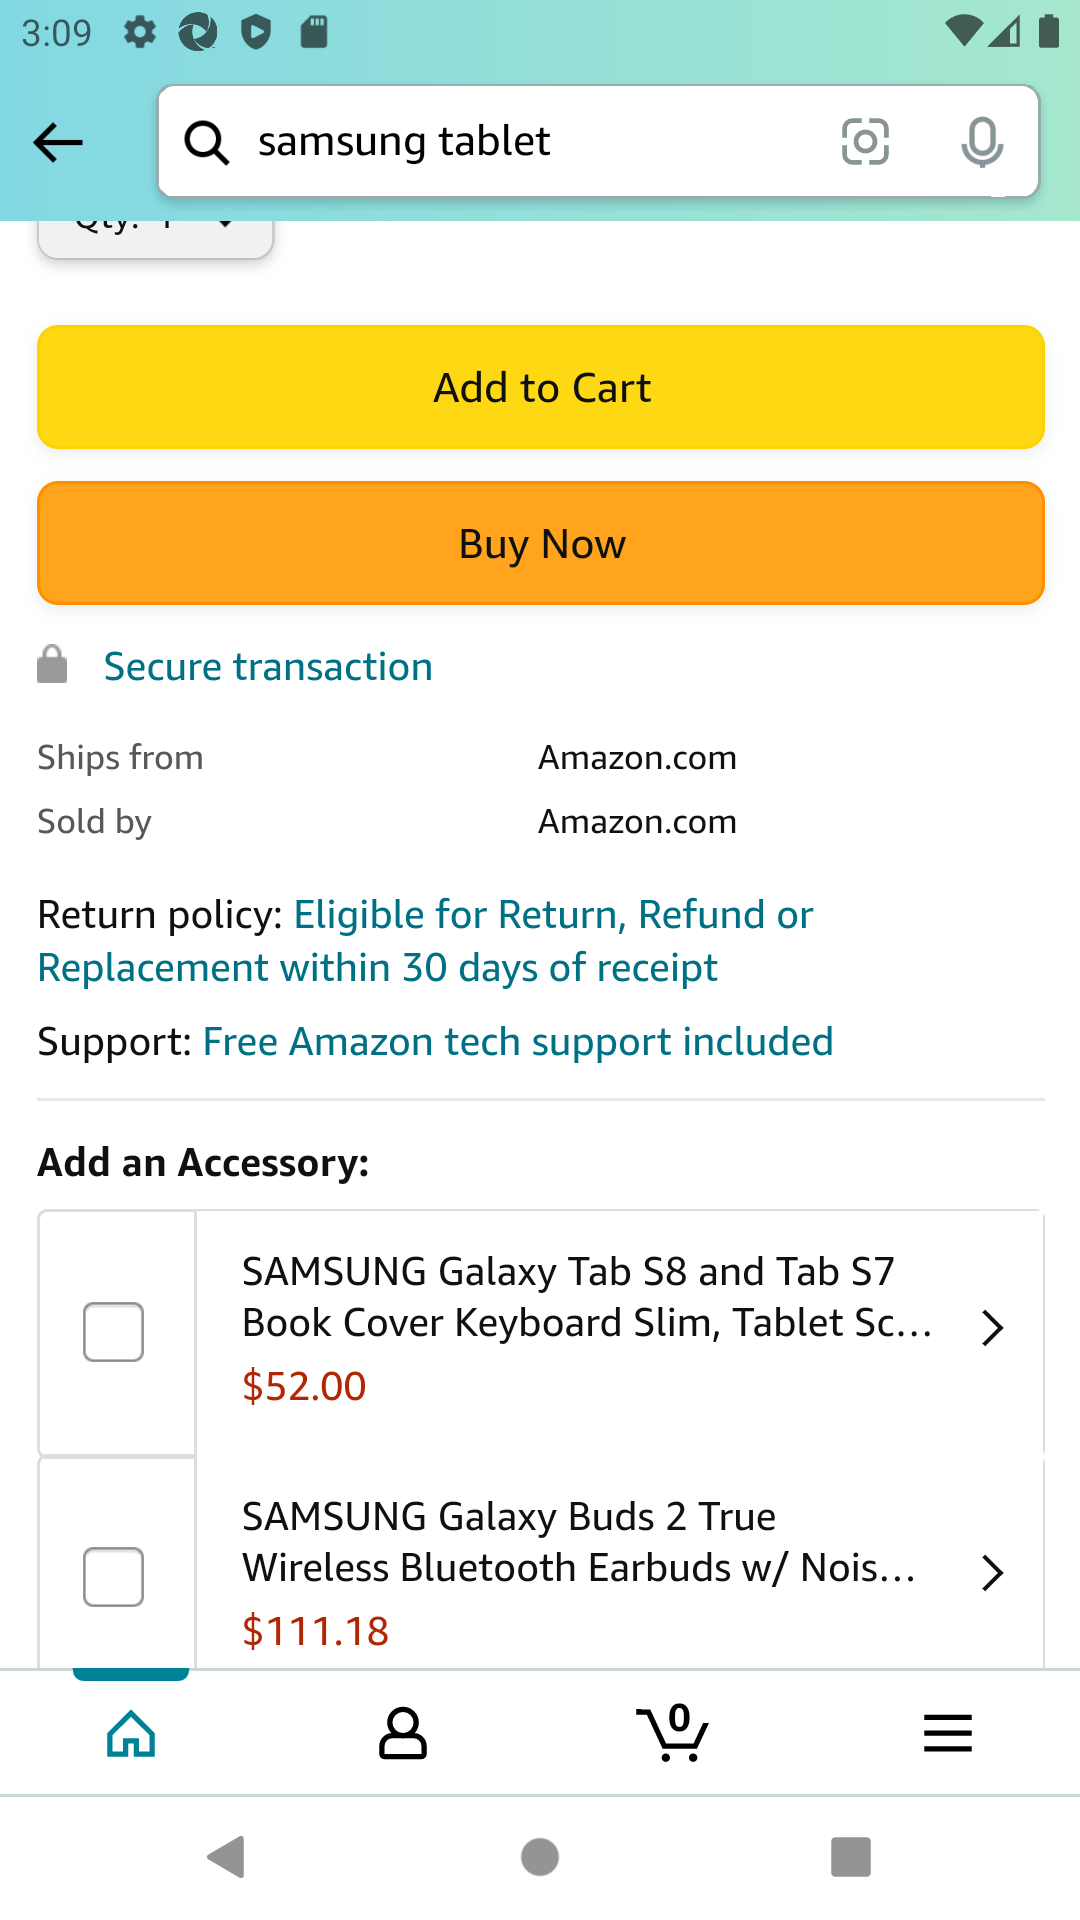 3:09
samsung tablet
Qty: 1
Add to Cart
Buy Now
Secure transaction
Ships from Amazon.com
Sold by Amazon.com
Return policy: Eligible for Return, Refund or
Replacement within 30 days of receipt
Support: Free Amazon tech support included
Add an Accessory:
SAMSUNG Galaxy Tab S8 and Tab S7
Book Cover Keyboard Slim, Tablet Sc...
$52.00
SAMSUNG Galaxy Buds 2 True
Wireless Bluetooth Earbuds w/ Nois...
$111.18
0